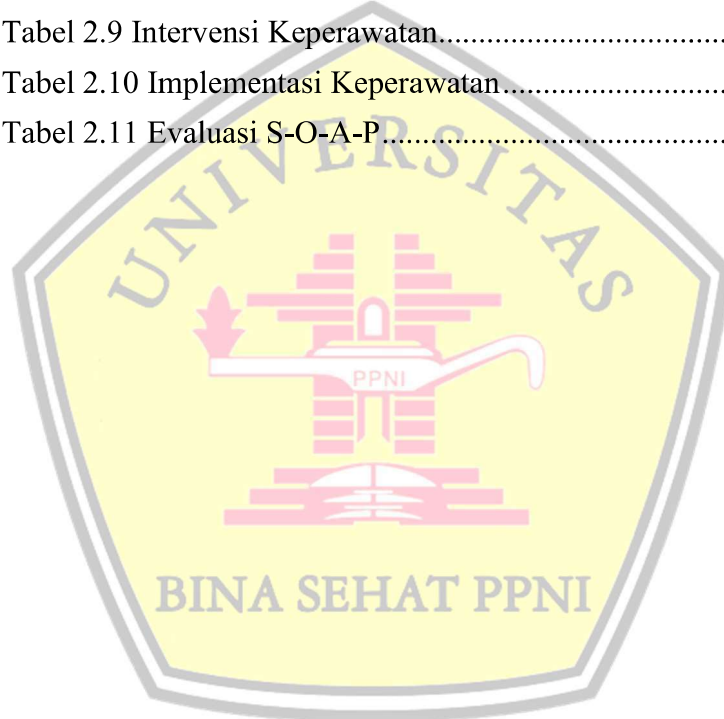 Tabel 2.9 Intervensi Keperawatan................................
Tabel 2.10 Implementasi Keperawatan.........................
Tabel 2.11 Evaluasi S-O-A-P.......................................
UNIVERSITAS
PPNI
BINA SEHAT PPNI